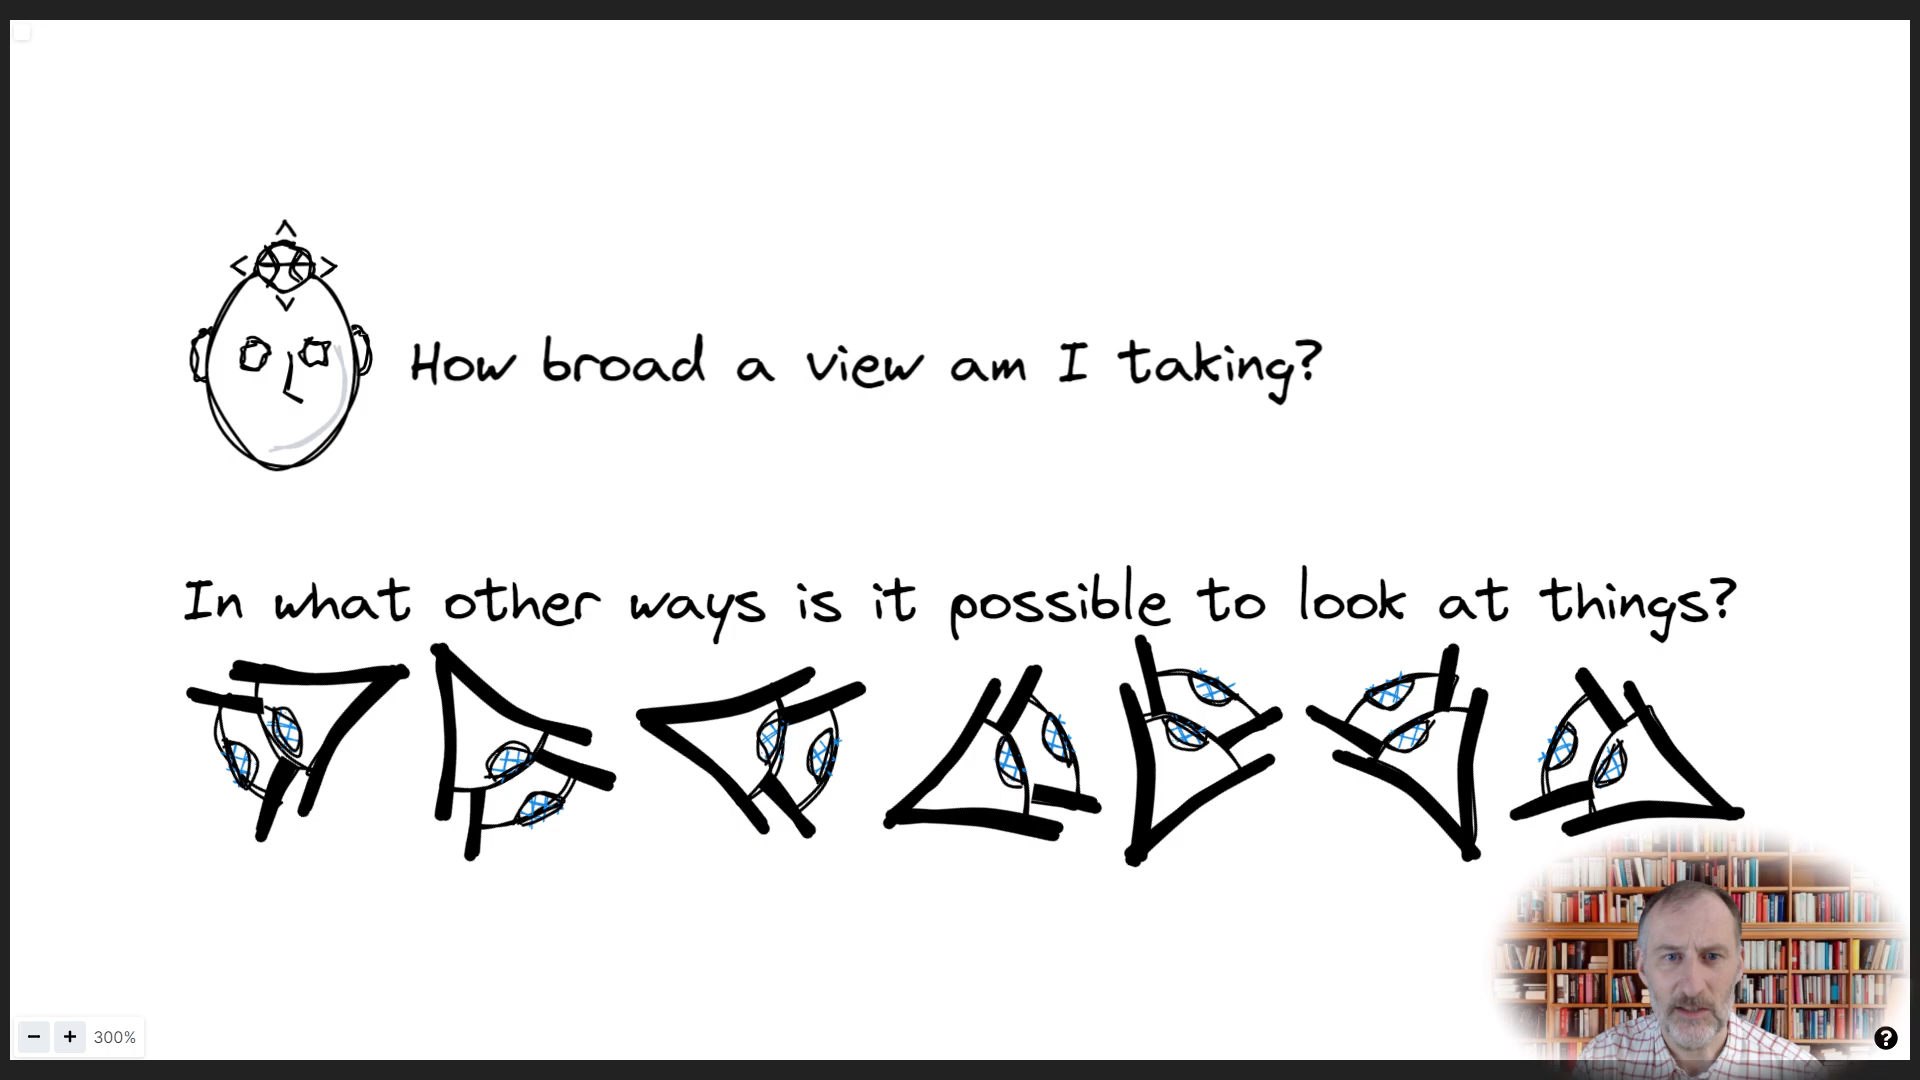 How broad a view am I taking?
In what other ways is it possible to look at things?
300%